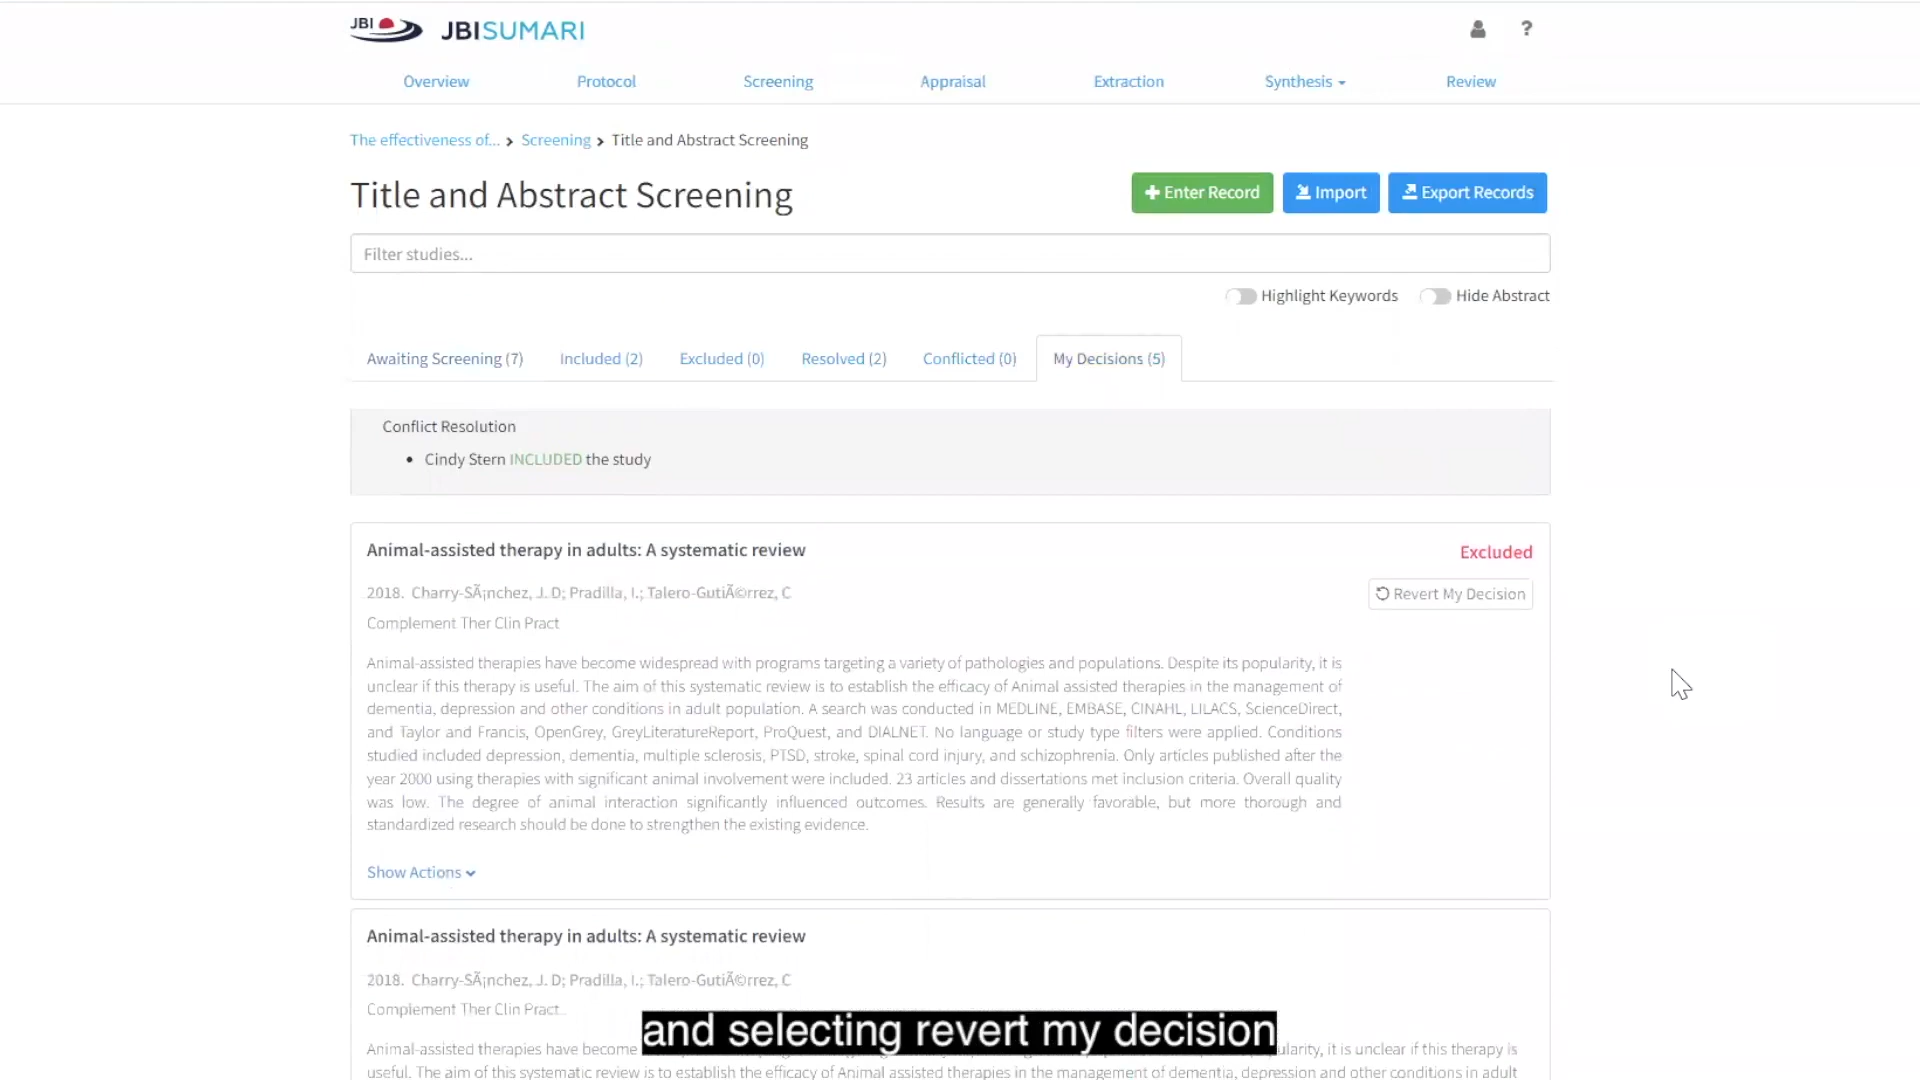 JBI JBISUMARI ?
Overview Protocol Screening Appraisal Extraction Synthesis Review
The effectiveness of... > Screening > Title and Abstract Screening
Title and Abstract Screening
Enter Record Import Export Records
Filter studies...
Highlight Keywords Hide Abstract
Awaiting Screening (7) Included (2) Excluded (0) Resolved (2) Conflicted (0) My Decisions (5)
Conflict Resolution
• Cindy Stern INCLUDED the study
Animal-assisted therapy in adults: A systematic review Excluded
2018. Charry-SÃ¡nchez, J. D; Pradilla, I.; Talero-GutiÃ©rrez, C Revert My Decision
Complement Ther Clin Pract
Animal-assisted therapies have become widespread with programs targeting a variety of pathologies and populations. Despite its popularity, it is
unclear if this therapy is useful. The aim of this systematic review is to establish the efficacy of Animal assisted therapies in the management of
dementia, depression and other conditions in adult population. A search was conducted in MEDLINE, EMBASE, CINAHL, LILACS, ScienceDirect,
and Taylor and Francis, OpenGrey, GreyLiteratureReport, ProQuest, and DIALNET. No language or study type filters were applied. Conditions
studied included depression, dementia, multiple sclerosis, PTSD, stroke, spinal cord injury, and schizophrenia. Only articles published after the
year 2000 using therapies with significant animal involvement were included. 23 articles and dissertations met inclusion criteria. Overall quality
was low. The degree of animal interaction significantly influenced outcomes. Results are generally favorable, but more thorough and
standardized research should be done to strengthen the existing evidence.
Show Actions
Animal-assisted therapy in adults: A systematic review
2018. Charry-SÃ¡nchez, J. D; Pradilla, I.; Talero-GutiÃ©rrez, C
Complement Ther Clin Pract
and selecting revert my decision
Animal-assisted therapies have become ularity, it is unclear if this therapy is
useful. The aim of this systematic review is to establish the efficacy of Animal assisted therapies in the management of dementia, depression and other conditions in adult